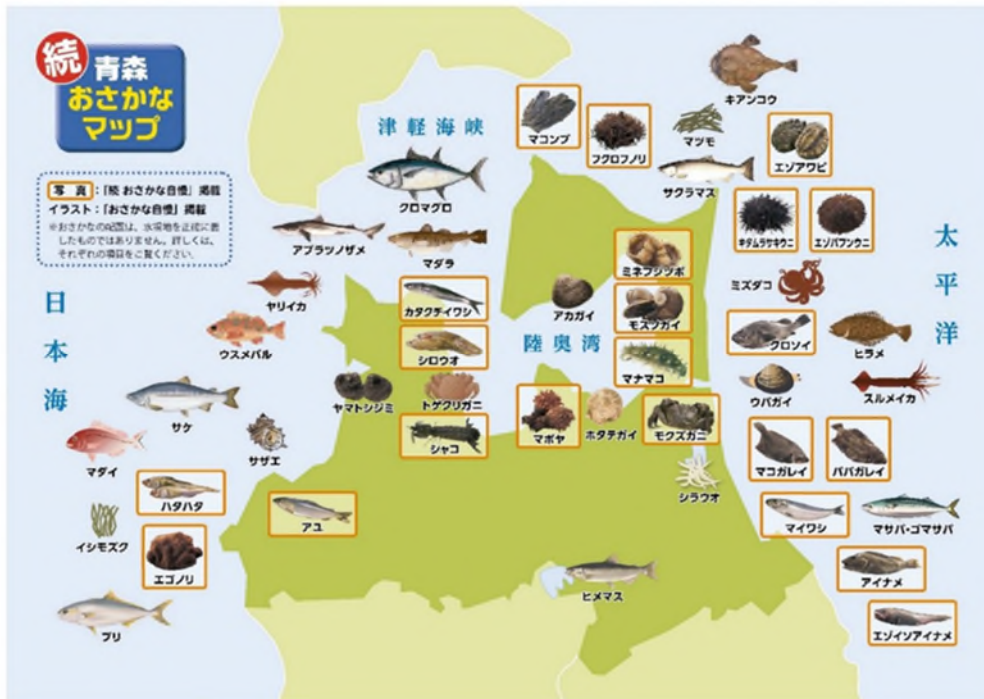 続
青森
おさかな
マップ
写真:「続 おさかな自慢」掲載
イラスト:「おさかな自慢」掲載
※おさかなの配置は、水揚地を正確に表
したものではありません。詳しくは、
それぞれの項目をご覧ください。
津軽海峡
日本海
陸奥湾
太平洋
キアンコウ
マコンブ
フクロフノリ
マツモ
エゾアワビ
サクラマス
クロマグロ
アブラツノザメ
マダラ
キタムラサキウニ
エゾバフンウニ
ミネフジツボ
ミズダコ
ヤリイカ
カタクチイワシ
アカガイ
モスソガイ
クロソイ
ヒラメ
ウスメバル
シロウオ
マナマコ
ウバガイ
スルメイカ
サケ
ヤマトシジミ
トゲクリガニ
マボヤ
ホタテガイ
モクズガニ
サザエ
シャコ
マダイ
マコガレイ
ババガレイ
シラウオ
ハタハタ
アユ
マイワシ
マサバ・ゴマサバ
イシモズク
エゴノリ
ヒメマス
アイナメ
ブリ
エゾイソアイナメ